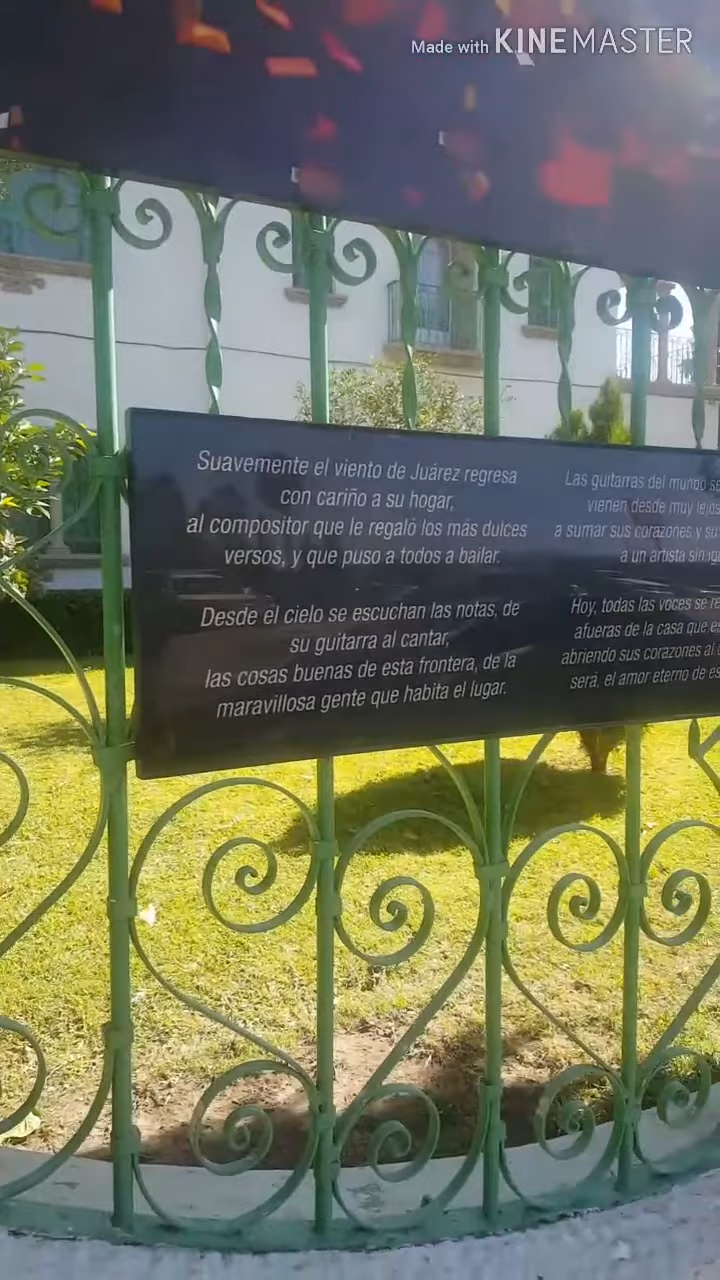 Made with KINEMASTER
Suavemente el viento de Juárez regresa
con cariño a su hogar,
al compositor que le regaló los más dulces
versos, y que puso a todos a bailar.
Desde el cielo se escuchan las notas, de
su guitarra al cantar,
las cosas buenas de esta frontera, de la
maravillosa gente que habita el lugar.
Las guitarras del mundo se
vienen desde muy lejos
a sumar sus corazones y su
a un artista sin
Hoy, todas las voces se
afueras de la casa que
abriendo sus corazones al
será, el amor eterno de